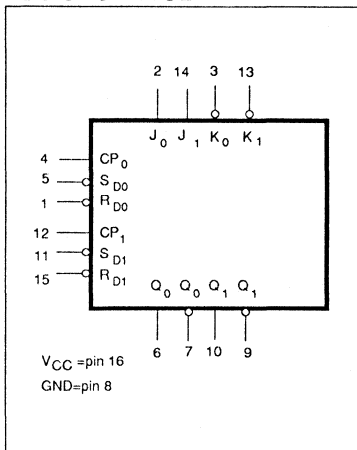 2 14 3 13
J0 J1 K0 K1
4 CP0
5 SD0
1 RD0
12 CP1
11 SD1
15 RD1
Q0 Q0 Q1 Q1
6 7 10 9
VCC =pin 16
GND=pin 8